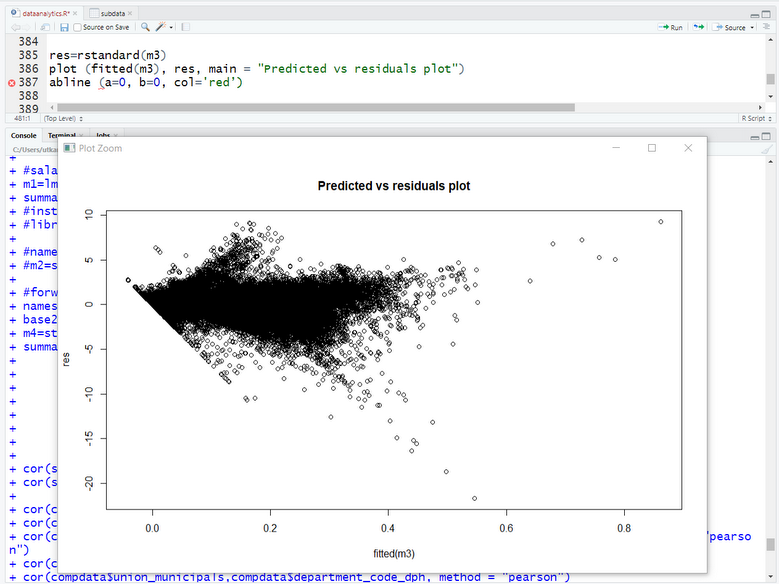 dataanalytics.R*
subdata
Source on Save
Run
Source
384
385 res=rstandard(m3)
386 plot (fitted(m3), res, main = "Predicted vs residuals plot")
387 abline (a=0, b=0, col='red')
388
389
481:1 (Top Level) R Script
Console Terminal Jobs
C:/Users/utka
Plot Zoom
+
+ #sala
+ m1=lm
+ summa
+ #inst
+ #libr
+
+ #name
+ #m2=s
+
+ #forw
+ names
+ base2
+ m4=st
+ summa
+
+
+
+
+
+
+
+
+ cor(s
+ cor(s
+
+ cor(c
+ cor(c
+ cor(c "pearso
n")
+ cor(c
+ cor(compdata$union_municipals,compdata$department_code_dph, method = "pearson")
Predicted vs residuals plot
res
10
5
0
-5
-10
-15
-20
0.0 0.2 0.4 0.6 0.8
fitted(m3)